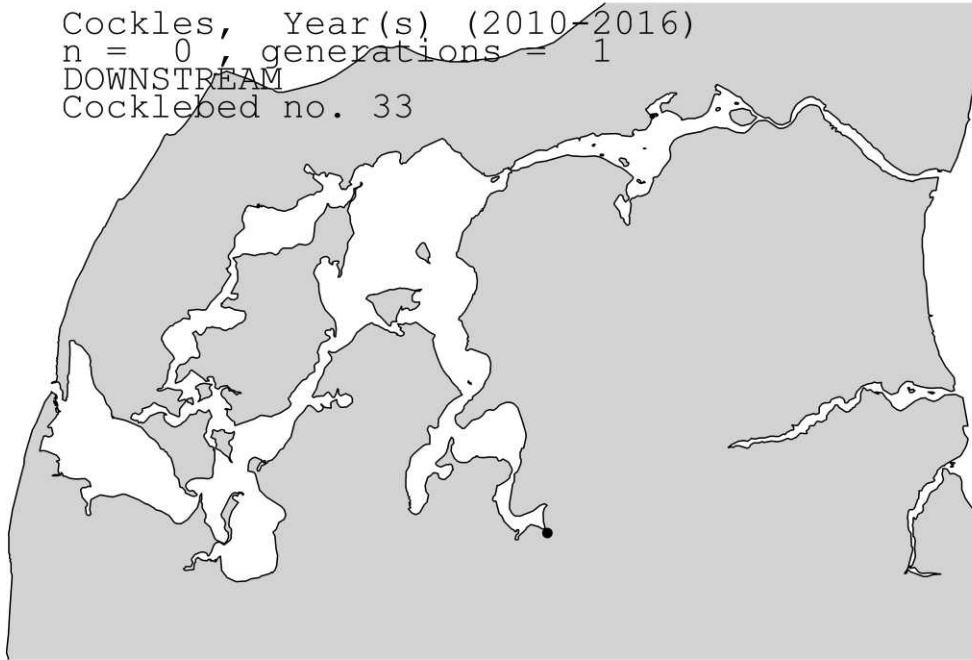 Cockles, Year(s) (2010-2016)
n = 0 , generations = 1
DOWNSTREAM
Cocklebed no. 33